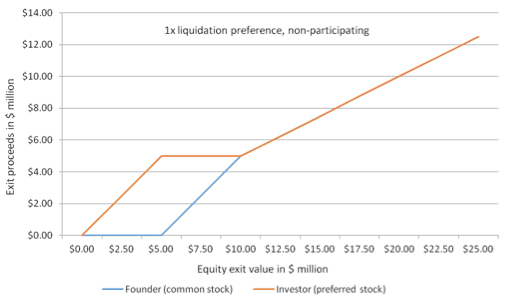 $14.00
1x liquidation preference, non-participating
$12.00
$10.00
$8.00
$6.00
$4.00
$2.00
$0.00
Exit proceeds in $ million
$0.00 $2.50 $5.00 $7.50 $10.00 $12.50 $15.00 $17.50 $20.00 $22.50 $25.00
Equity exit value in $ million
Founder (common stock) Investor (preferred stock)